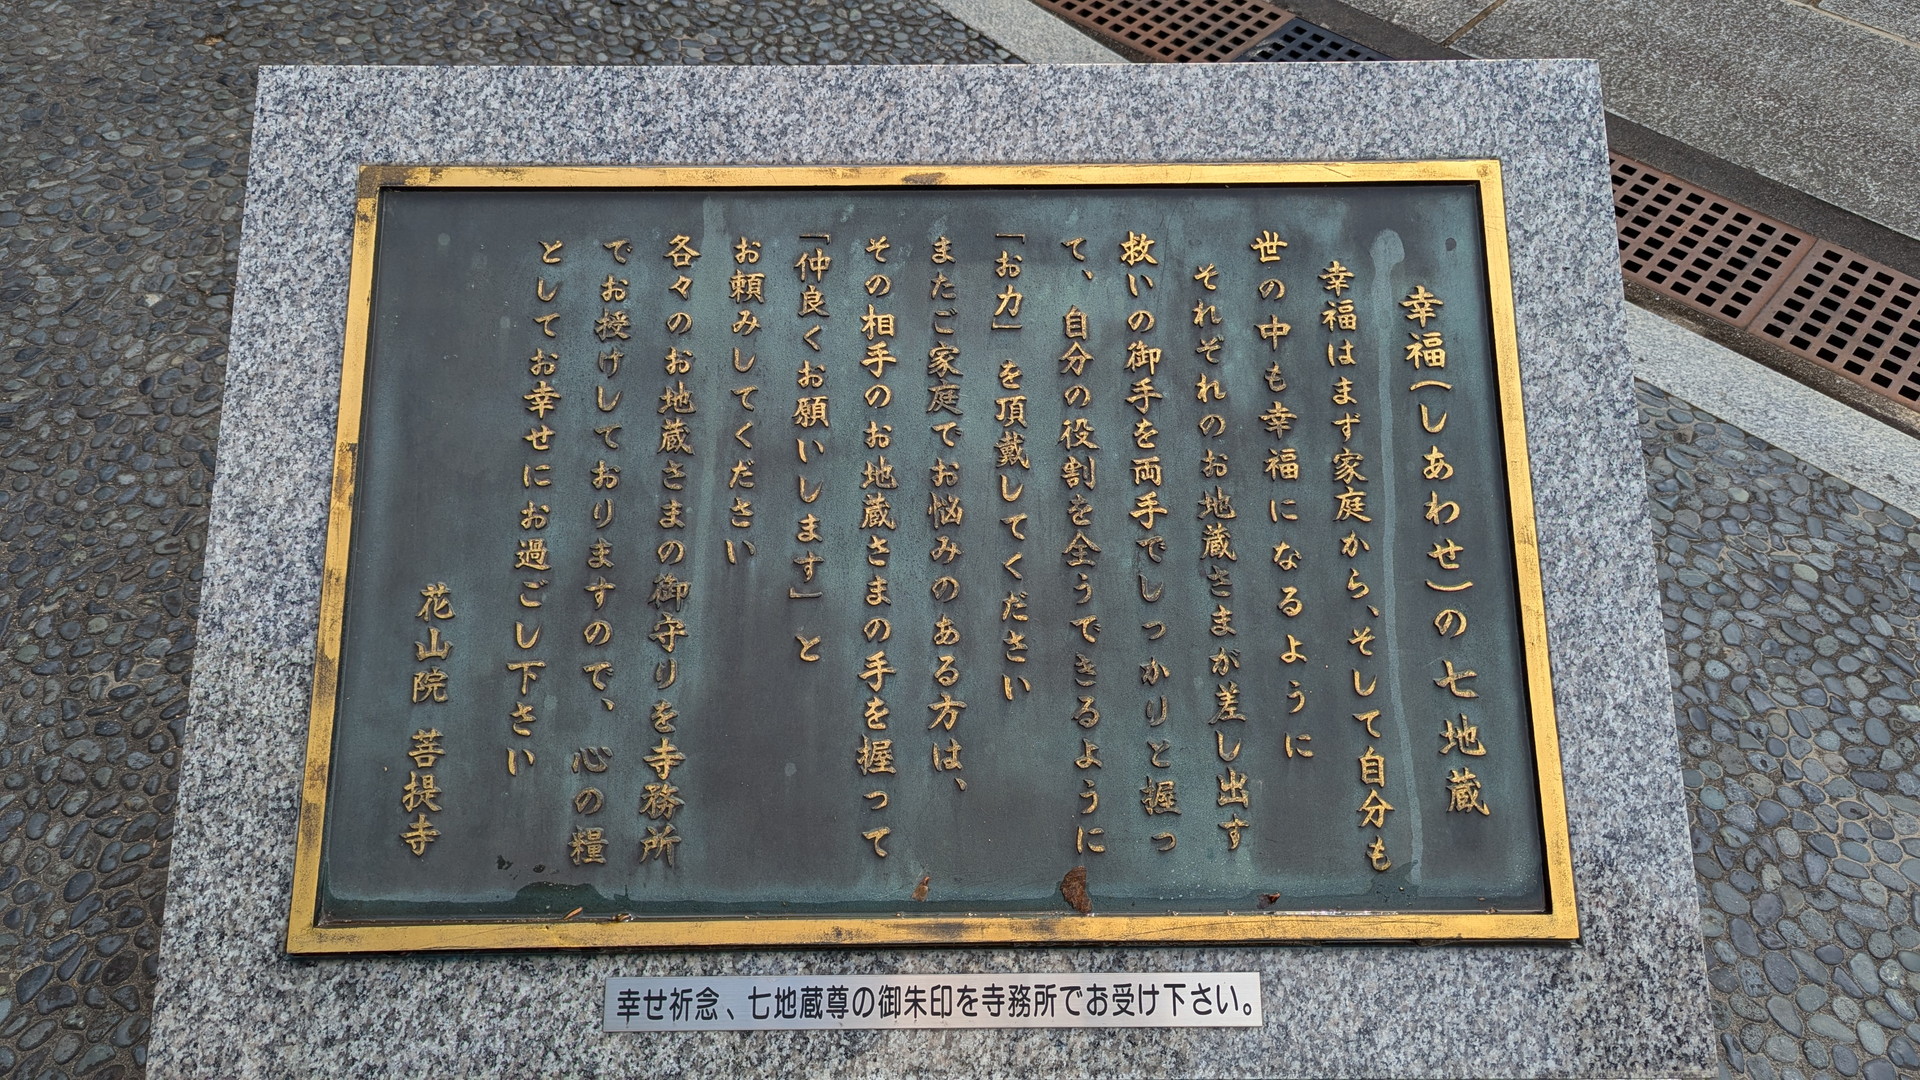 幸福(しあわせ)の七地蔵
幸福はまず家庭から、そして自分も
世の中も幸福になるように
それぞれのお地蔵さまが差し出す
救いの御手を両手でしっかりと握っ
て、自分の役割を全うできるように
「お力」を頂戴してください
またご家庭でお悩みのある方は、
その相手のお地蔵さまの手を握って
「仲良くお願いします」と
お頼みしてください
各々のお地蔵さまの御守りを寺務所
でお授けしておりますので、心の糧
としてお幸せにお過ごし下さい
花山院 菩提寺
幸せ祈念、七地蔵尊の御朱印を寺務所でお受け下さい。